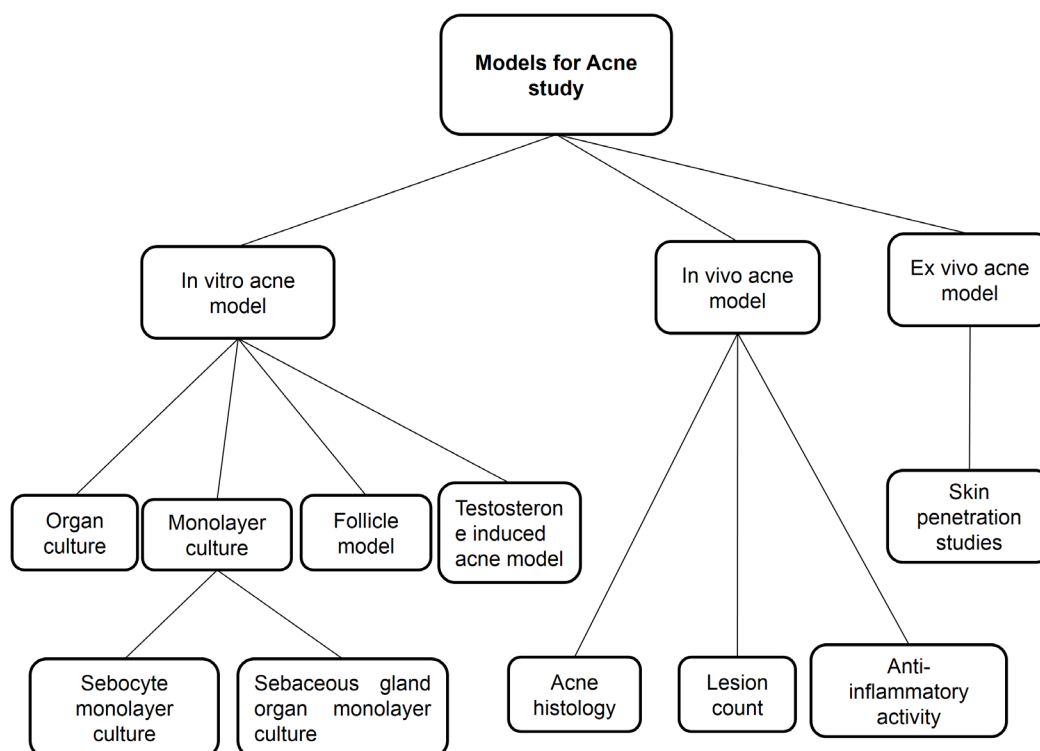 Models for Acne
study
In vitro acne
model
In vivo acne
model
Ex vivo acne
model
Organ
culture
Monolayer
culture
Follicle
model
Testosteron
e induced
acne model
Skin
penetration
studies
Sebocyte
monolayer
culture
Sebaceous gland
organ monolayer
culture
Acne
histology
Lesion
count
Anti-
inflammatory
activity